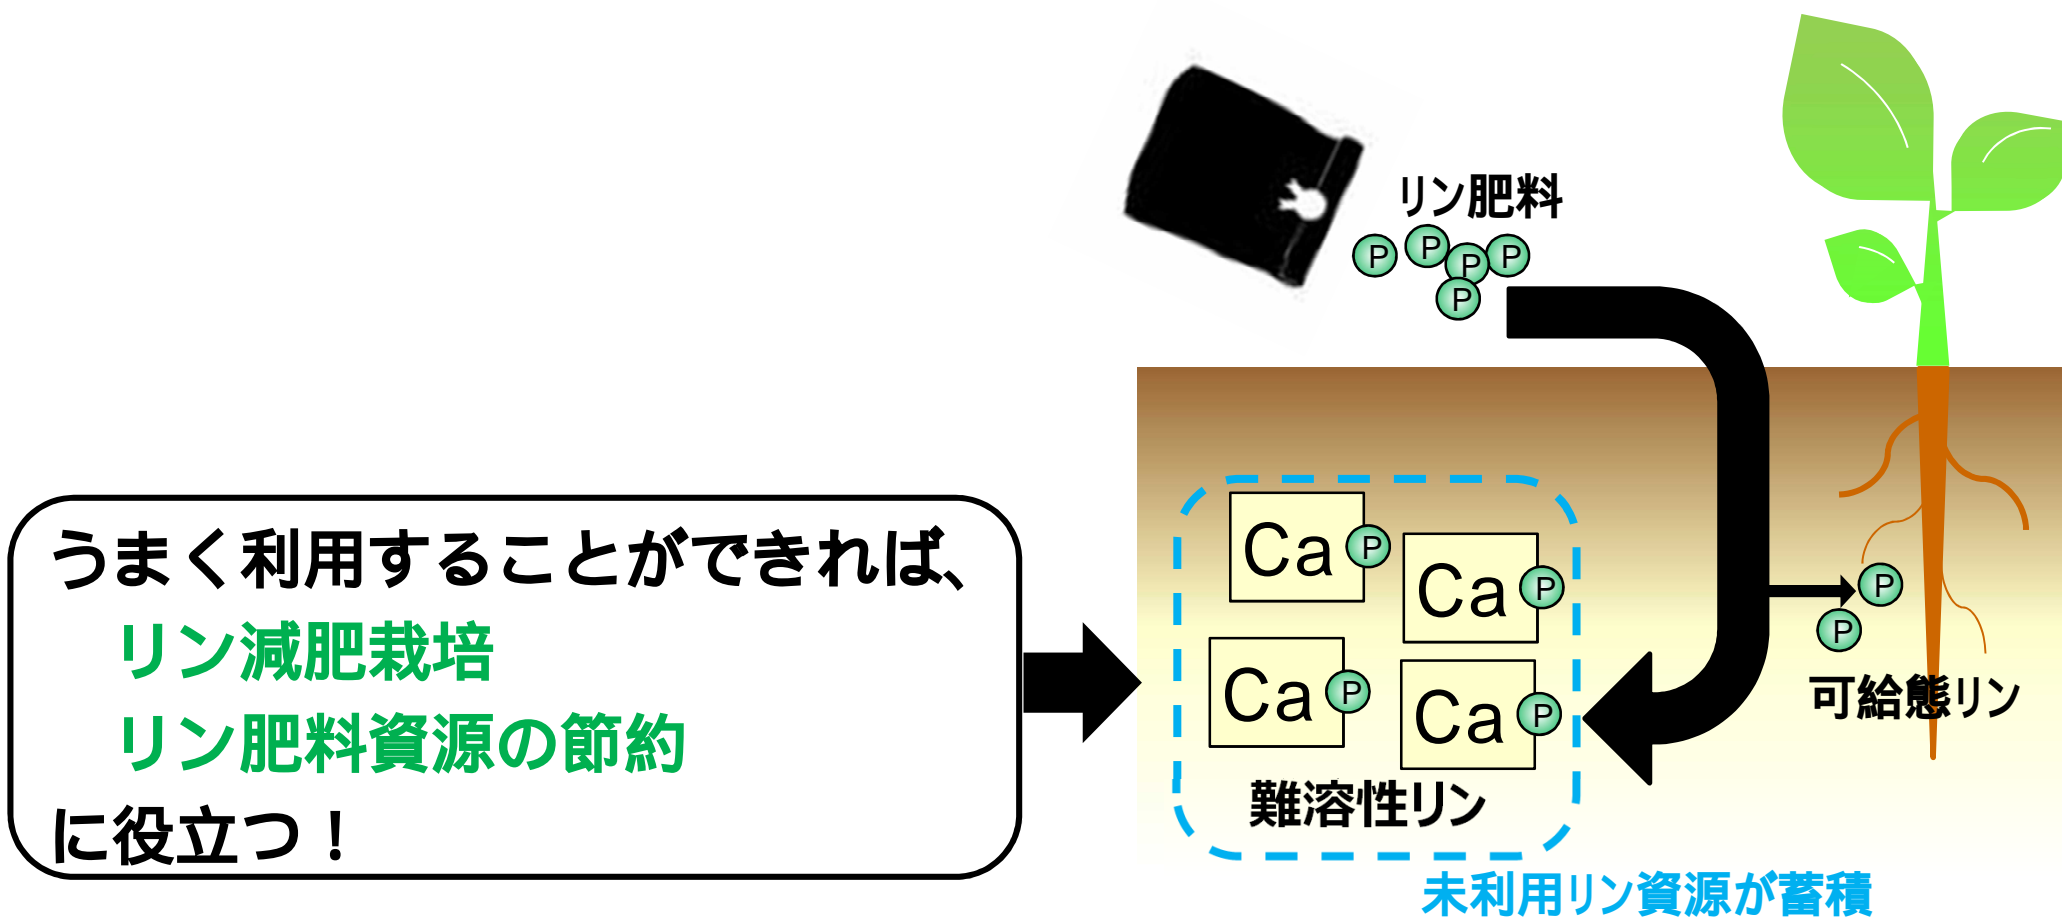 リン肥料
P
P
P
P
P
うまく利用することができれば、
リン減肥栽培
リン肥料資源の節約
に役立つ！
Ca P
Ca P
Ca P
Ca P
難溶性リン
P
P
可給態リン
未利用リン資源が蓄積